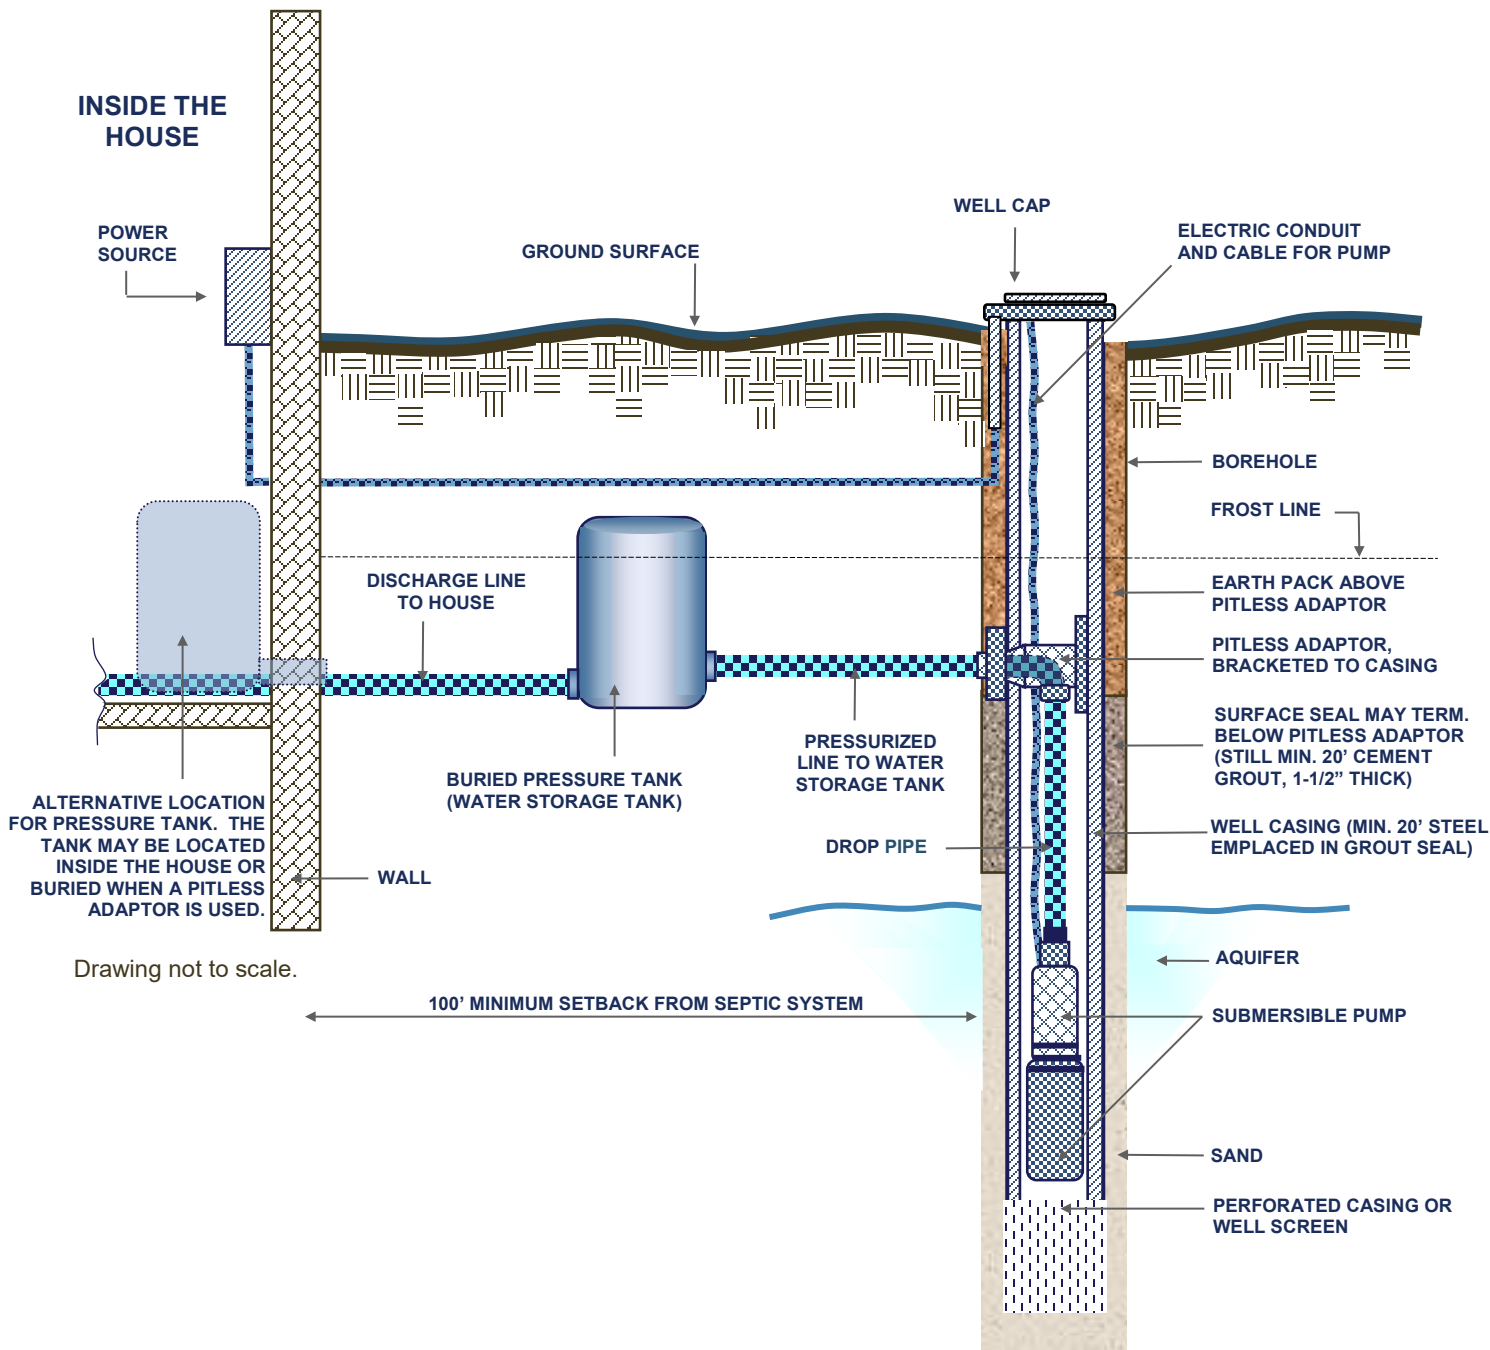 INSIDE THE
HOUSE
POWER
SOURCE
GROUND SURFACE
WELL CAP
ELECTRIC CONDUIT
AND CABLE FOR PUMP
BOREHOLE
FROST LINE
DISCHARGE LINE
TO HOUSE
EARTH PACK ABOVE
PITLESS ADAPTOR
PITLESS ADAPTOR,
BRACKETED TO CASING
SURFACE SEAL MAY TERM.
BELOW PITLESS ADAPTOR
(STILL MIN. 20’ CEMENT
GROUT, 1-1/2” THICK)
PRESSURIZED
LINE TO WATER
STORAGE TANK
BURIED PRESSURE TANK
(WATER STORAGE TANK)
ALTERNATIVE LOCATION
FOR PRESSURE TANK.  THE
TANK MAY BE LOCATED
INSIDE THE HOUSE OR
BURIED WHEN A PITLESS
ADAPTOR IS USED.
WALL
DROP PIPE
WELL CASING (MIN. 20’ STEEL
EMPLACED IN GROUT SEAL)
Drawing not to scale.
AQUIFER
100’ MINIMUM SETBACK FROM SEPTIC SYSTEM
SUBMERSIBLE PUMP
SAND
PERFORATED CASING OR
WELL SCREEN